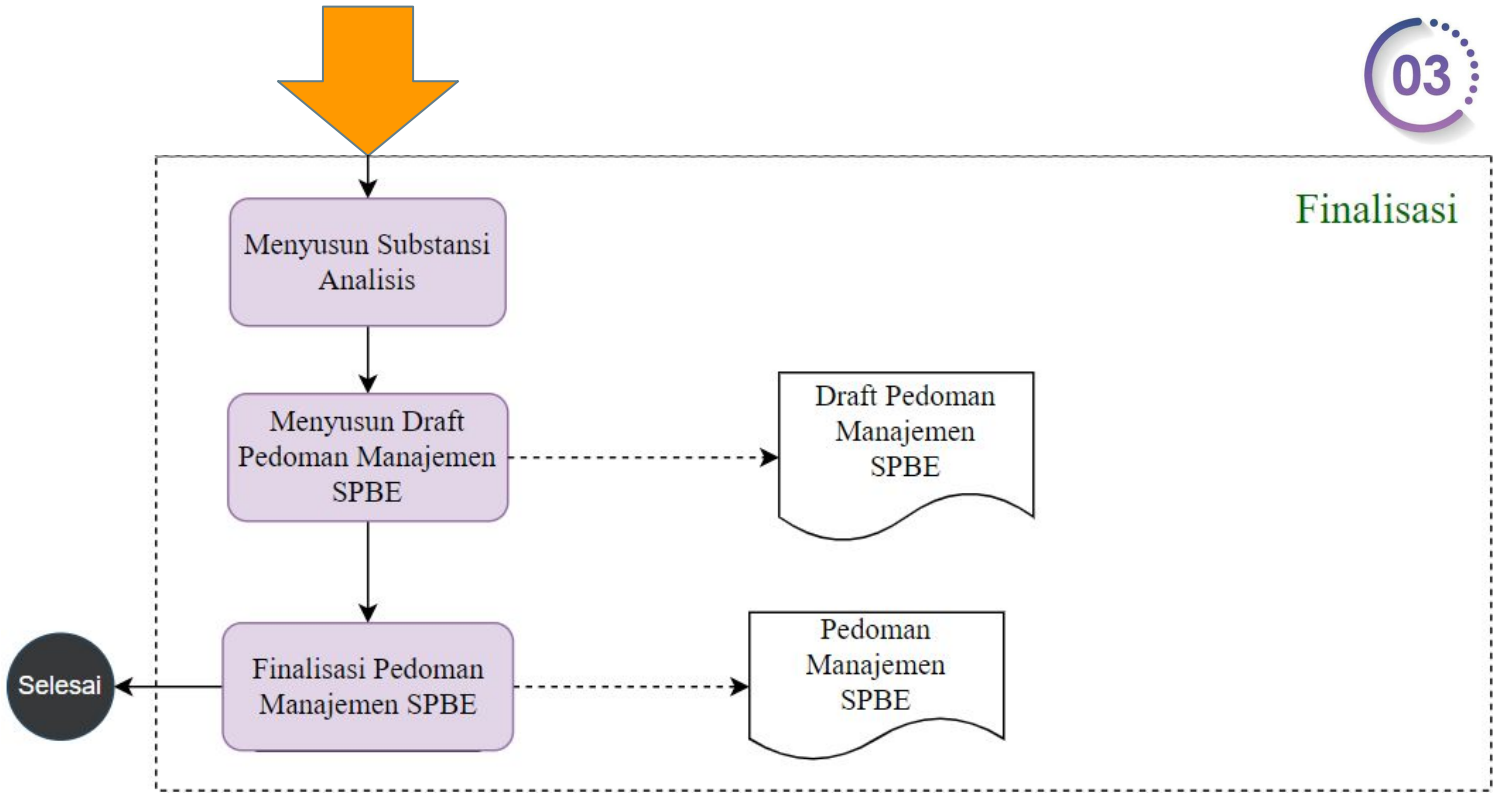 03
Finalisasi
Menyusun Substansi
Analisis
Menyusun Draft
Pedoman Manajemen
SPBE
Draft Pedoman
Manajemen
SPBE
Selesai
Finalisasi Pedoman
Manajemen SPBE
Pedoman
Manajemen
SPBE